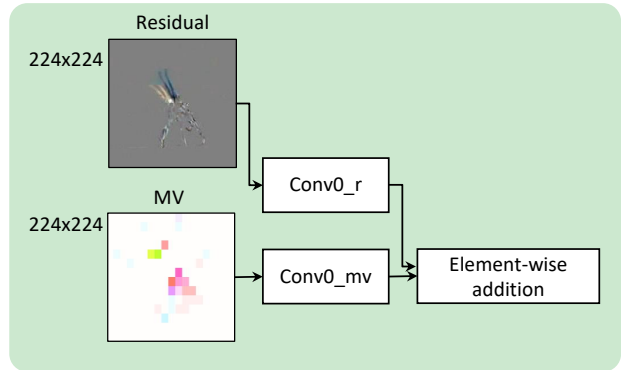 Residual
224x224
Conv0_r
MV
224x224
Conv0_mv
Element-wise
addition